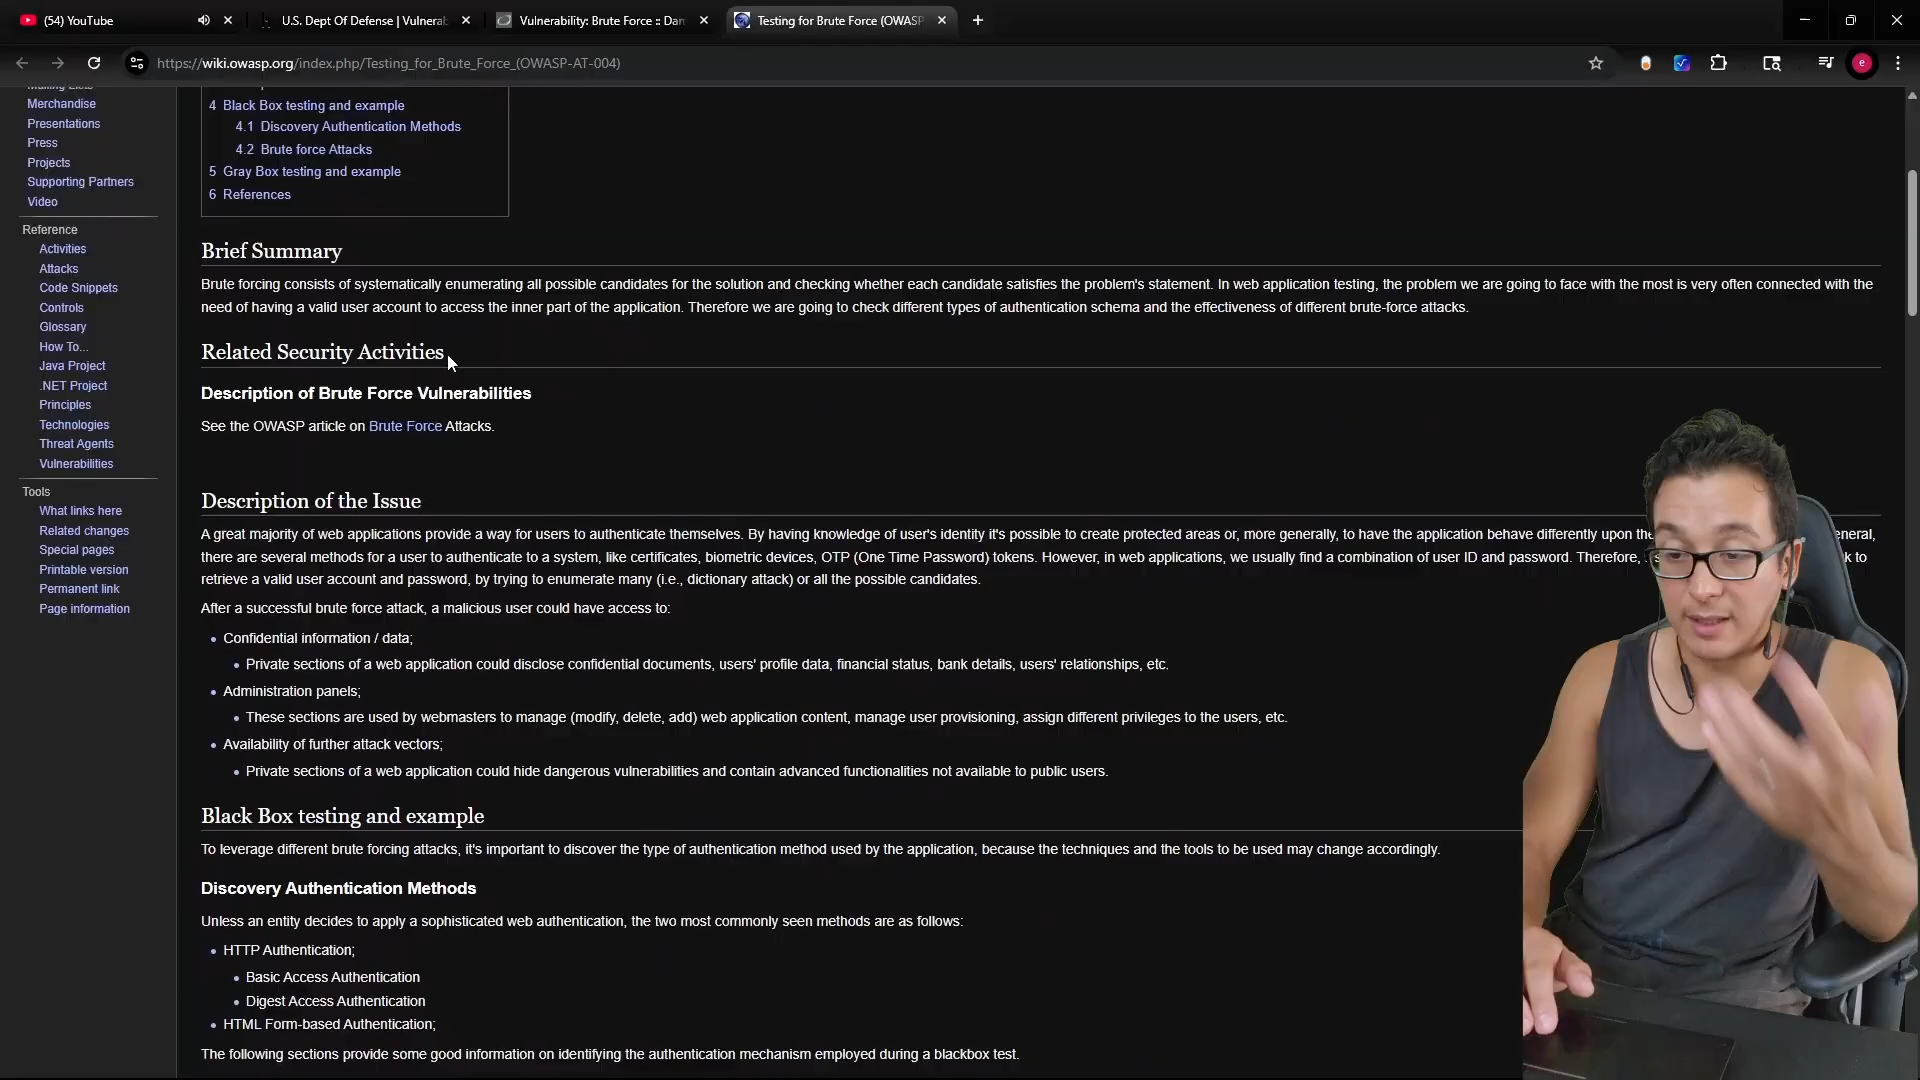 (54) YouTube
U.S. Dept Of Defense | Vulnerab
Vulnerability: Brute Force :: Dam
Testing for Brute Force (OWASP
https://wiki.owasp.org/index.php/Testing_for_Brute_Force_(OWASP-AT-004)
e
Mailing Lists
Merchandise
Presentations
Press
Projects
Supporting Partners
Video
Reference
Activities
Attacks
Code Snippets
Controls
Glossary
How To...
Java Project
.NET Project
Principles
Technologies
Threat Agents
Vulnerabilities
Tools
What links here
Related changes
Special pages
Printable version
Permanent link
Page information
4 Black Box testing and example
4.1 Discovery Authentication Methods
4.2 Brute force Attacks
5 Gray Box testing and example
6 References
Brief Summary
Brute forcing consists of systematically enumerating all possible candidates for the solution and checking whether each candidate satisfies the problem's statement. In web application testing, the problem we are going to face with the most is very often connected with the
need of having a valid user account to access the inner part of the application. Therefore we are going to check different types of authentication schema and the effectiveness of different brute-force attacks.
Related Security Activities
Description of Brute Force Vulnerabilities
See the OWASP article on Brute Force Attacks.
Description of the Issue
A great majority of web applications provide a way for users to authenticate themselves. By having knowledge of user's identity it's possible to create protected areas or, more generally, to have the application behave differently upon the
there are several methods for a user to authenticate to a system, like certificates, biometric devices, OTP (One Time Password) tokens. However, in web applications, we usually find a combination of user ID and password. Therefore, to
retrieve a valid user account and password, by trying to enumerate many (i.e., dictionary attack) or all the possible candidates.
After a successful brute force attack, a malicious user could have access to:
• Confidential information / data;
• Private sections of a web application could disclose confidential documents, users' profile data, financial status, bank details, users' relationships, etc.
• Administration panels;
• These sections are used by webmasters to manage (modify, delete, add) web application content, manage user provisioning, assign different privileges to the users, etc.
• Availability of further attack vectors;
• Private sections of a web application could hide dangerous vulnerabilities and contain advanced functionalities not available to public users.
Black Box testing and example
To leverage different brute forcing attacks, it's important to discover the type of authentication method used by the application, because the techniques and the tools to be used may change accordingly.
Discovery Authentication Methods
Unless an entity decides to apply a sophisticated web authentication, the two most commonly seen methods are as follows:
• HTTP Authentication;
• Basic Access Authentication
• Digest Access Authentication
• HTML Form-based Authentication;
The following sections provide some good information on identifying the authentication mechanism employed during a blackbox test.